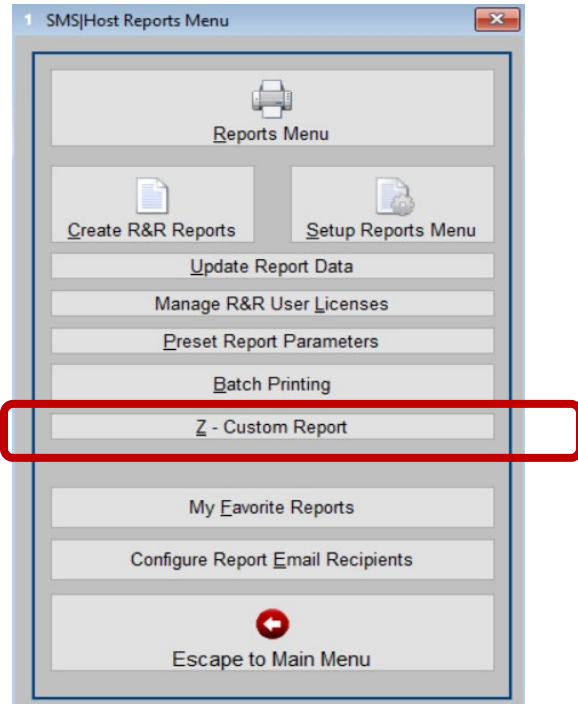 1 SMS|Host Reports Menu
Reports Menu
Create R&R Reports Setup Reports Menu
Update Report Data
Manage R&R User Licenses
Preset Report Parameters
Batch Printing
Z - Custom Report
My Favorite Reports
Configure Report Email Recipients
Escape to Main Menu